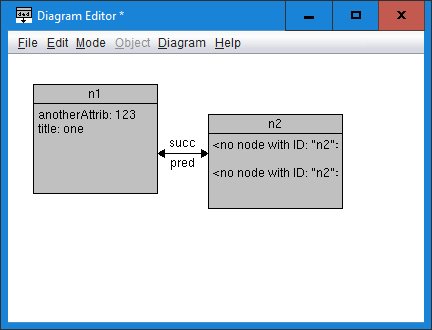 Diagram Editor *
File Edit Mode Object Diagram Help
n1
anotherAttrib: 123
title: one
succ
pred
n2
<no node with ID: "n2":
<no node with ID: "n2":